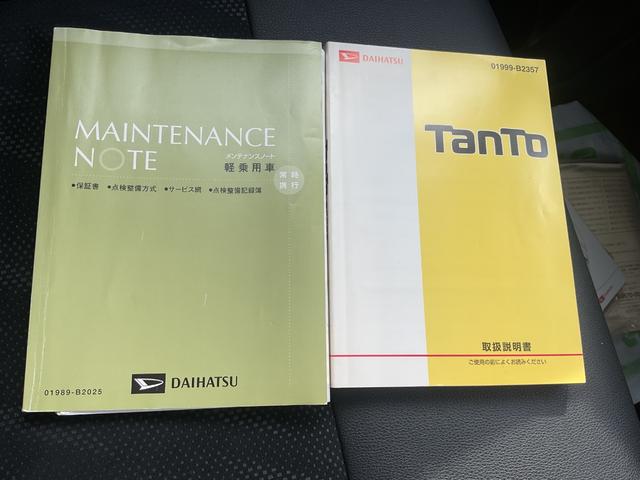 MAINTENANCE
NOTE
メンテナンスノート
軽乗用車
常時
携行
●保証書 ●点検整備方式 ●サービス網 ●点検整備記録簿
DAIHATSU
01989-B2025
DAIHATSU
01999-B2357
TanTo
取扱説明書
ご使用の前によくお読みください